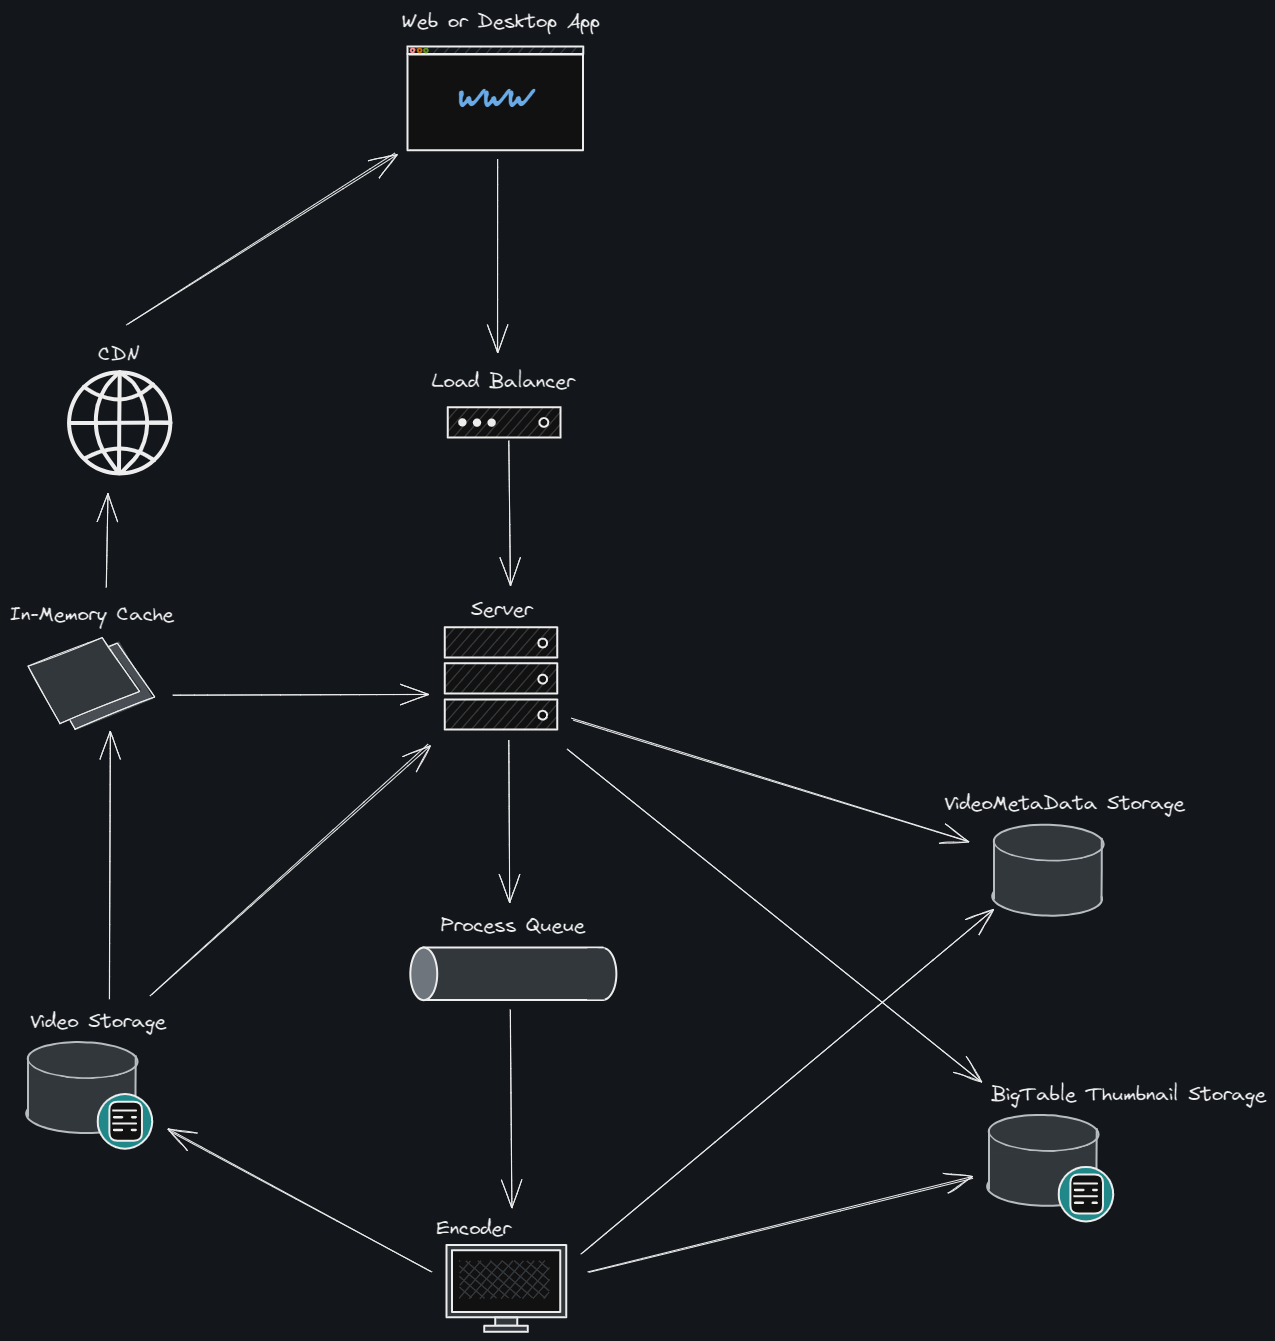 Web or Desktop App
www
CDN
Load Balancer
Server
In-Memory Cache
VideoMetaData Storage
Process Queue
Video Storage
BigTable Thumbnail Storage
Encoder